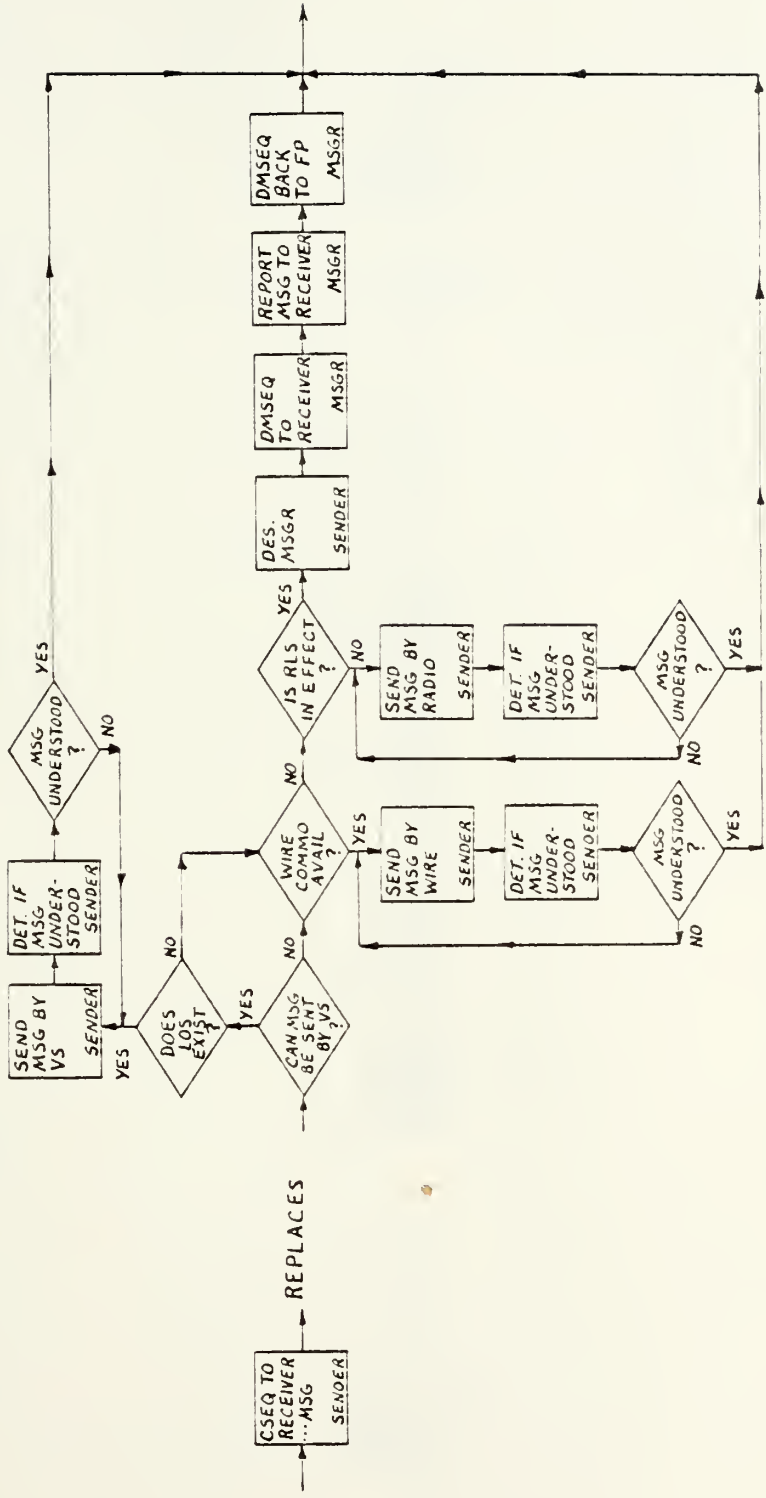 CSEQ TO
RECEIVER
...MSG
SENDER
REPLACES
CAN MSG
BE SENT
BY VS
?
YES
NO
DOES
LOS
EXIST
?
YES
NO
SEND
MSG BY
VS
SENDER
DET. IF
MSG
UNDER-
STOOD
SENDER
MSG
UNDERSTOOD
?
YES
NO
WIRE
COMMO
AVAIL
?
NO
YES
SEND
MSG BY
WIRE
SENDER
DET. IF
MSG
UNDER-
STOOD
SENDER
MSG
UNDERSTOOD
?
NO
YES
IS RLS
IN EFFECT
?
YES
NO
SEND
MSG BY
RADIO
SENDER
DET. IF
MSG
UNDER-
STOOD
SENDER
MSG
UNDERSTOOD
?
NO
YES
DES.
MSGR
SENDER
DMSEQ
TO
RECEIVER
MSGR
REPORT
MSG TO
RECEIVER
MSGR
DMSEQ
BACK
TO FP
MSGR